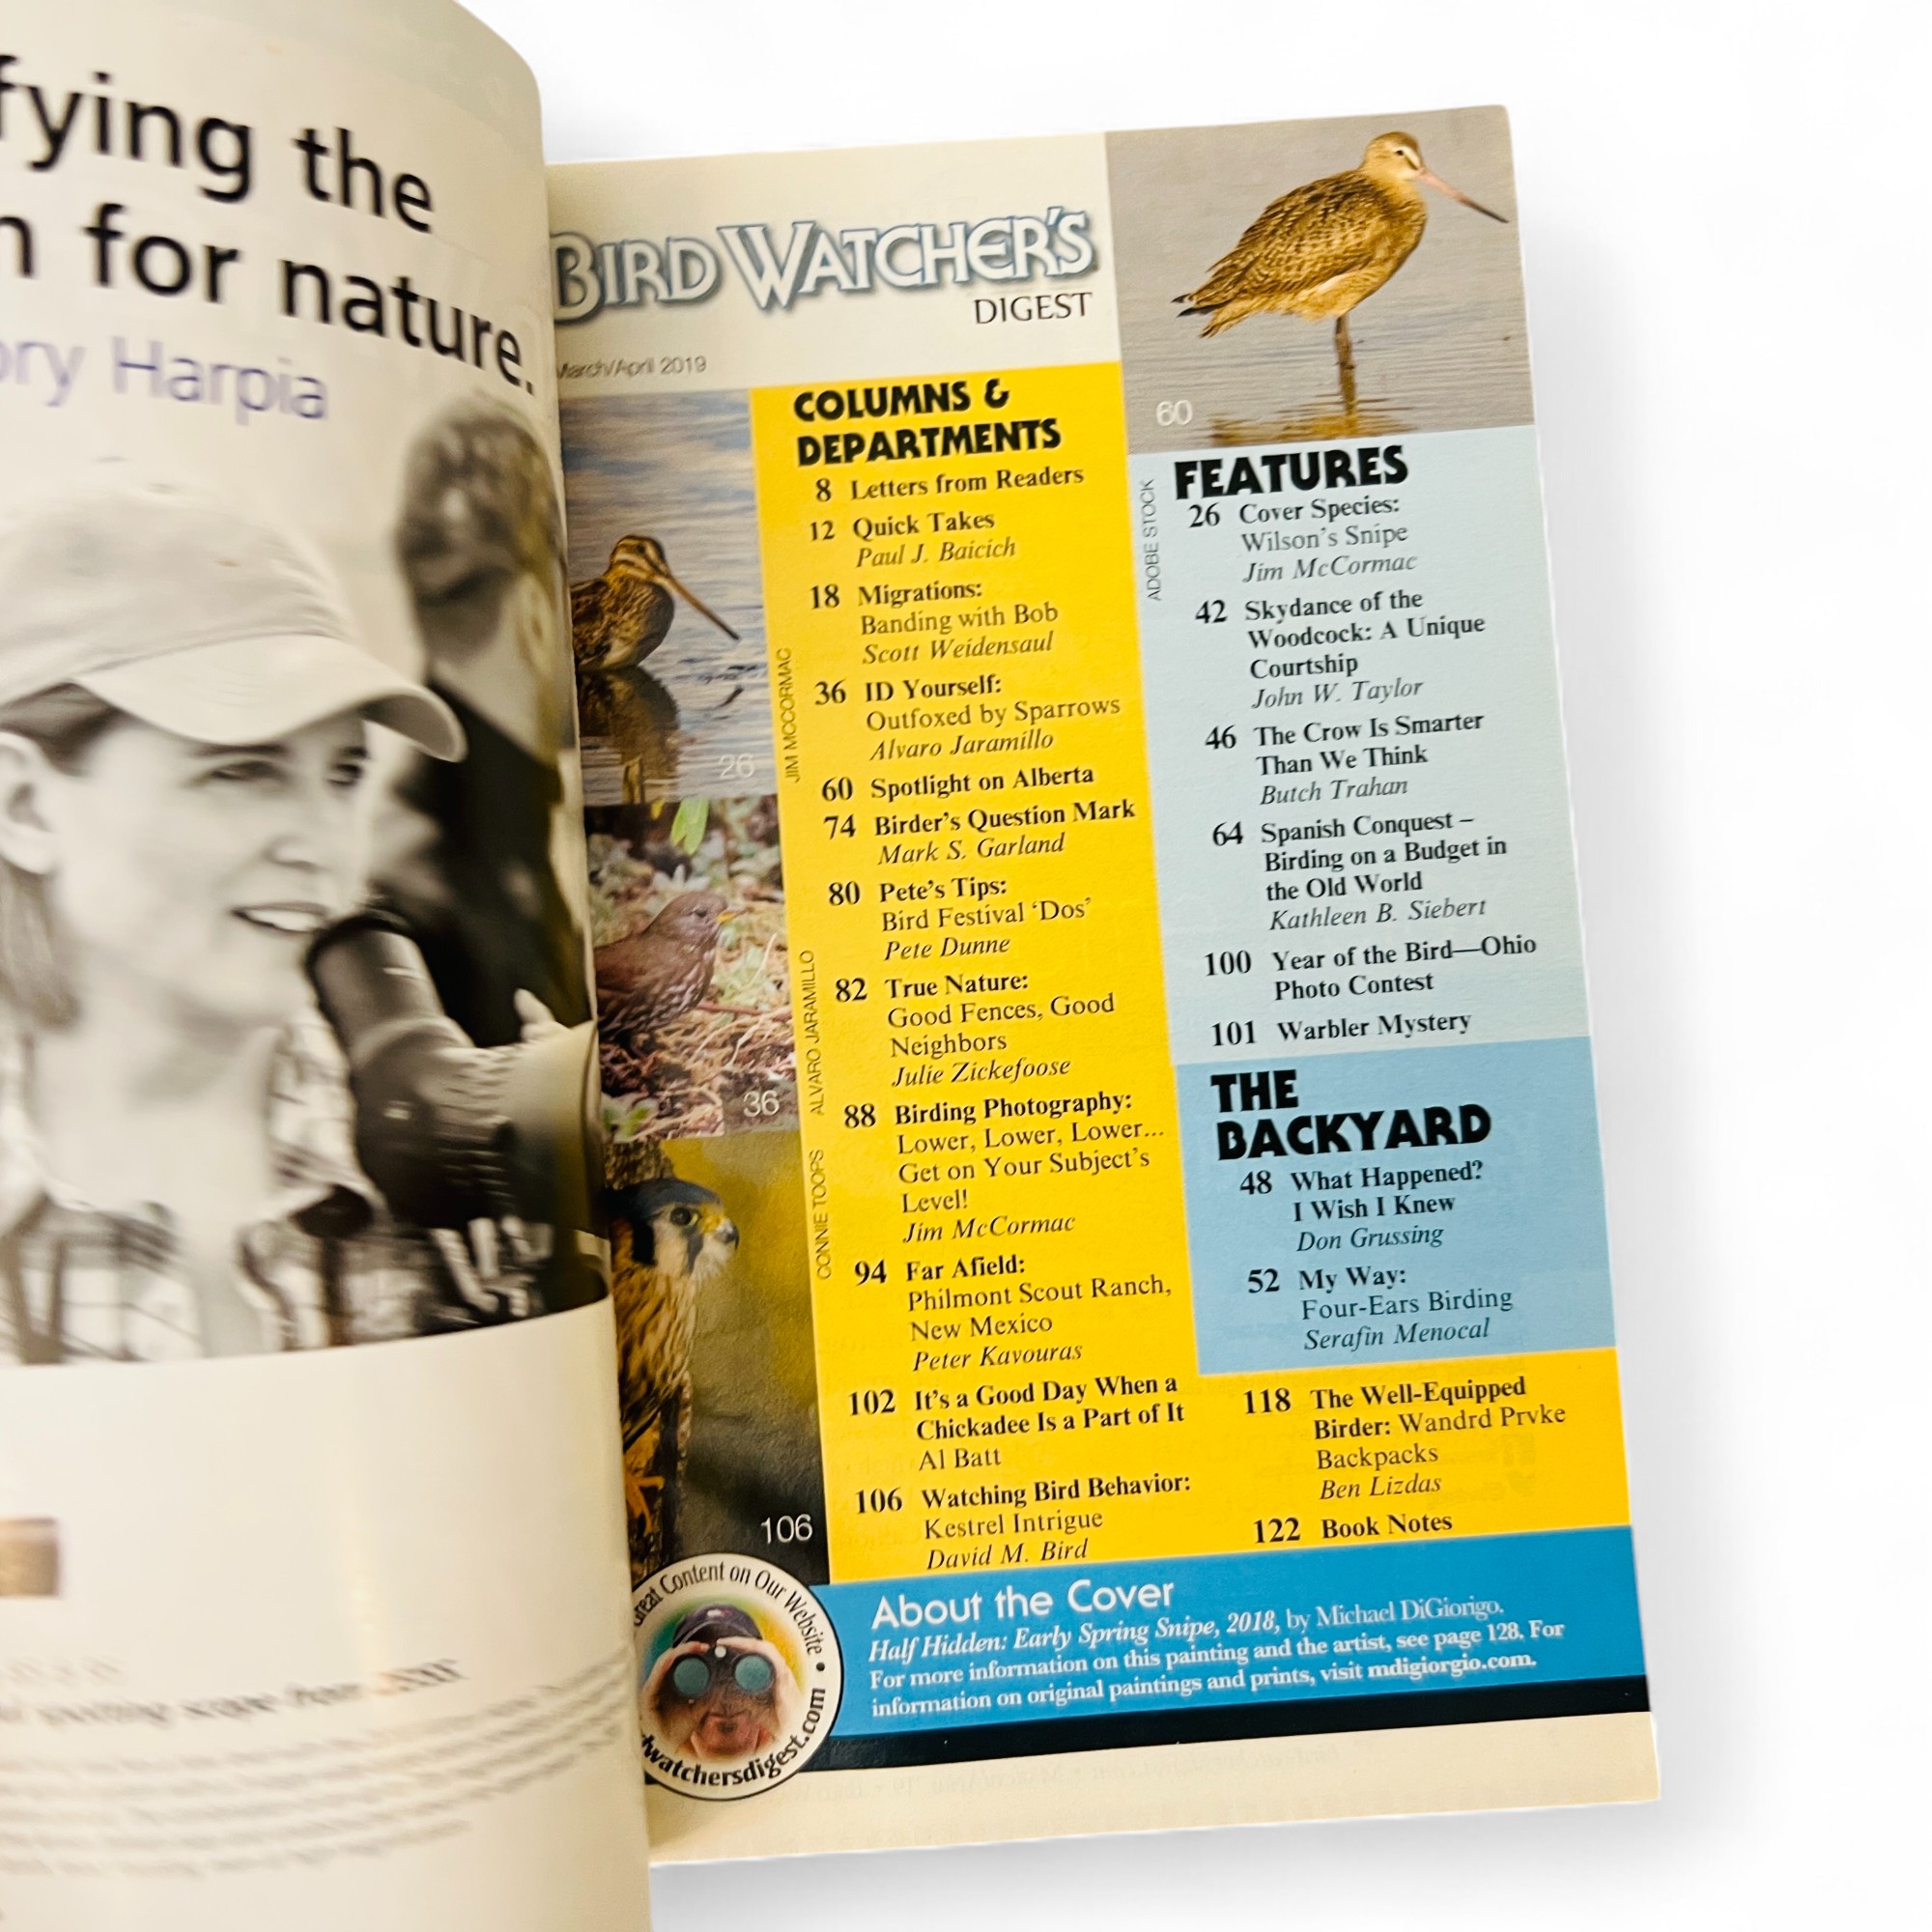 fying the
for nature.
ory Harpia
BIRD WATCHER'S
DIGEST
March/April 2019
60
ADOBE STOCK
26
JIM MCCORMAC
36
ALVARO JARAMILLO
106
CONNIE TOOPS
COLUMNS &
DEPARTMENTS
8 Letters from Readers
12 Quick Takes
Paul J. Baicich
18 Migrations:
Banding with Bob
Scott Weidensaul
36 ID Yourself:
Outfoxed by Sparrows
Alvaro Jaramillo
60 Spotlight on Alberta
74 Birder's Question Mark
Mark S. Garland
80 Pete's Tips:
Bird Festival 'Dos'
Pete Dunne
82 True Nature:
Good Fences, Good
Neighbors
Julie Zickefoose
88 Birding Photography:
Lower, Lower, Lower...
Get on Your Subject's
Level!
Jim McCormac
94 Far Afield:
Philmont Scout Ranch,
New Mexico
Peter Kavouras
102 It's a Good Day When a
Chickadee Is a Part of It
Al Batt
106 Watching Bird Behavior:
Kestrel Intrigue
David M. Bird
FEATURES
26 Cover Species:
Wilson's Snipe
Jim McCormac
42 Skydance of the
Woodcock: A Unique
Courtship
John W. Taylor
46 The Crow Is Smarter
Than We Think
Butch Trahan
64 Spanish Conquest –
Birding on a Budget in
the Old World
Kathleen B. Siebert
100 Year of the Bird—Ohio
Photo Contest
101 Warbler Mystery
THE
BACKYARD
48 What Happened?
I Wish I Knew
Don Grussing
52 My Way:
Four-Ears Birding
Serafin Menocal
118 The Well-Equipped
Birder: Wandrd Prvke
Backpacks
Ben Lizdas
122 Book Notes
reat Content on Our Website •
dwatchersdigest.com
About the Cover
Half Hidden: Early Spring Snipe, 2018, by Michael DiGiorigo.
For more information on this painting and the artist, see page 128. For
information on original paintings and prints, visit mdigiorgio.com.
spotting scope from